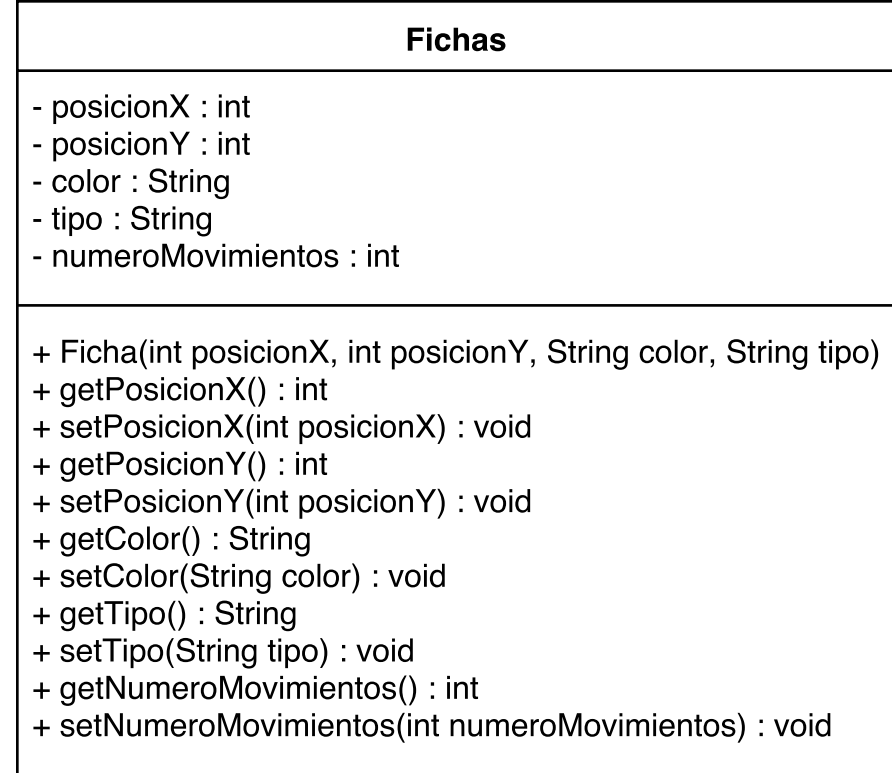 Fichas
- posicionX : int
- posicionY : int
- color : String
- tipo : String
- numeroMovimientos : int
+ Ficha(int posicionX, int posicionY, String color, String tipo)
+ getPosicionX() : int
+ setPosicionX(int posicionX) : void
+ getPosicionY() : int
+ setPosicionY(int posicionY) : void
+ getColor() : String
+ setColor(String color) : void
+ getTipo() : String
+ setTipo(String tipo) : void
+ getNumeroMovimientos() : int
+ setNumeroMovimientos(int numeroMovimientos) : void